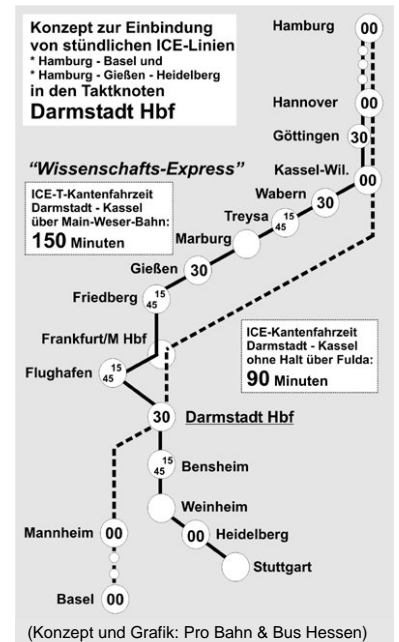 Konzept zur Einbindung
von stündlichen ICE-Linien
* Hamburg - Basel und
* Hamburg - Gießen - Heidelberg
in den Taktknoten
Darmstadt Hbf
Hamburg 00
Hannover 00
Göttingen 30
"Wissenschafts-Express"
Kassel-Wil. 00
ICE-T-Kantenfahrzeit
Darmstadt - Kassel
über Main-Weser-Bahn:
150 Minuten
Wabern 30
Treysa 45 15
Marburg
Gießen 30
Friedberg 45 15
Frankfurt/M Hbf
Flughafen 45 15
ICE-Kantenfahrzeit
Darmstadt - Kassel
ohne Halt über Fulda:
90 Minuten
30 Darmstadt Hbf
45 15 Bensheim
Weinheim
Mannheim 00
00 Heidelberg
Stuttgart
Basel 00
(Konzept und Grafik: Pro Bahn & Bus Hessen)